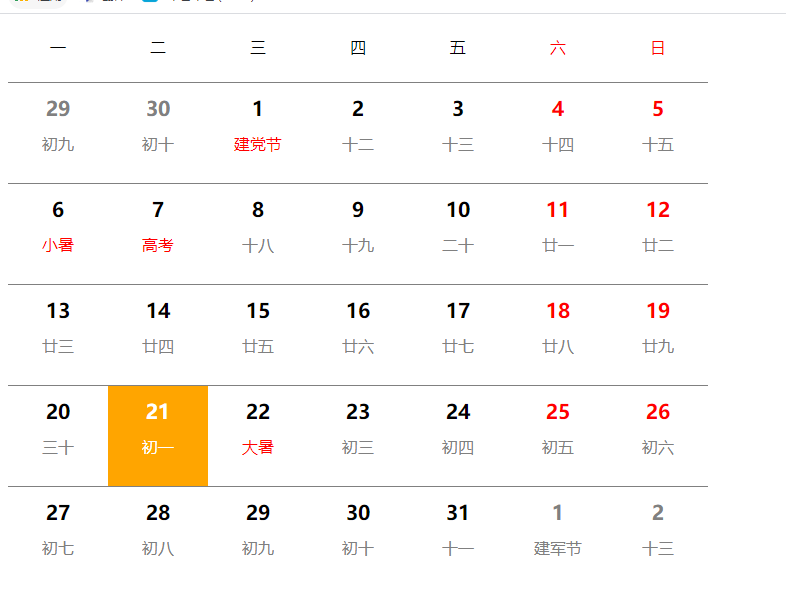 一 二 三 四 五 六 日
29 30 1 2 3 4 5
初九 初十 建党节 十二 十三 十四 十五
6 7 8 9 10 11 12
小暑 高考 十八 十九 二十 廿一 廿二
13 14 15 16 17 18 19
廿三 廿四 廿五 廿六 廿七 廿八 廿九
20 21 22 23 24 25 26
三十 初一 大暑 初三 初四 初五 初六
27 28 29 30 31 1 2
初七 初八 初九 初十 十一 建军节 十三